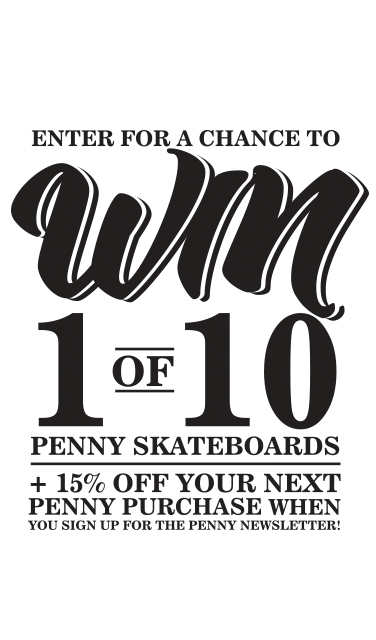 ENTER FOR A CHANCE TO
Win
1 OF 10
PENNY SKATEBOARDS
+ 15% OFF YOUR NEXT
PENNY PURCHASE WHEN
YOU SIGN UP FOR THE PENNY NEWSLETTER!